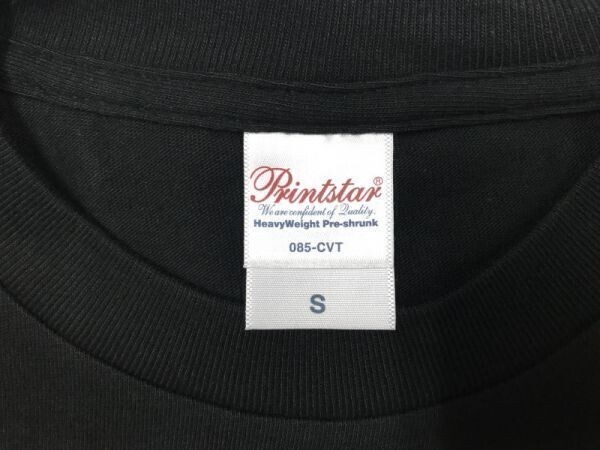 Printstar®
We are confident of Quality.
HeavyWeight Pre-shrunk
085-CVT
S